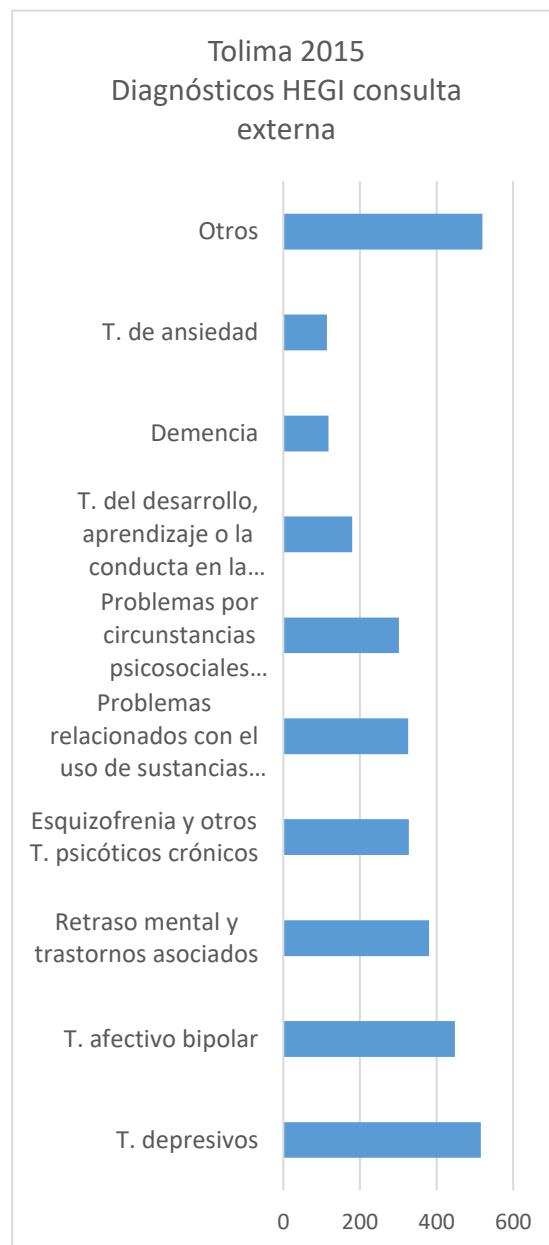 Tolima 2015
Diagnósticos HEGI consulta
externa
Otros
T. de ansiedad
Demencia
T. del desarrollo,
aprendizaje o la
conducta en la...
Problemas por
circunstancias
psicosociales...
Problemas
relacionados con el
uso de sustancias...
Esquizofrenia y otros
T. psicóticos crónicos
Retraso mental y
trastornos asociados
T. afectivo bipolar
T. depresivos
0 200 400 600